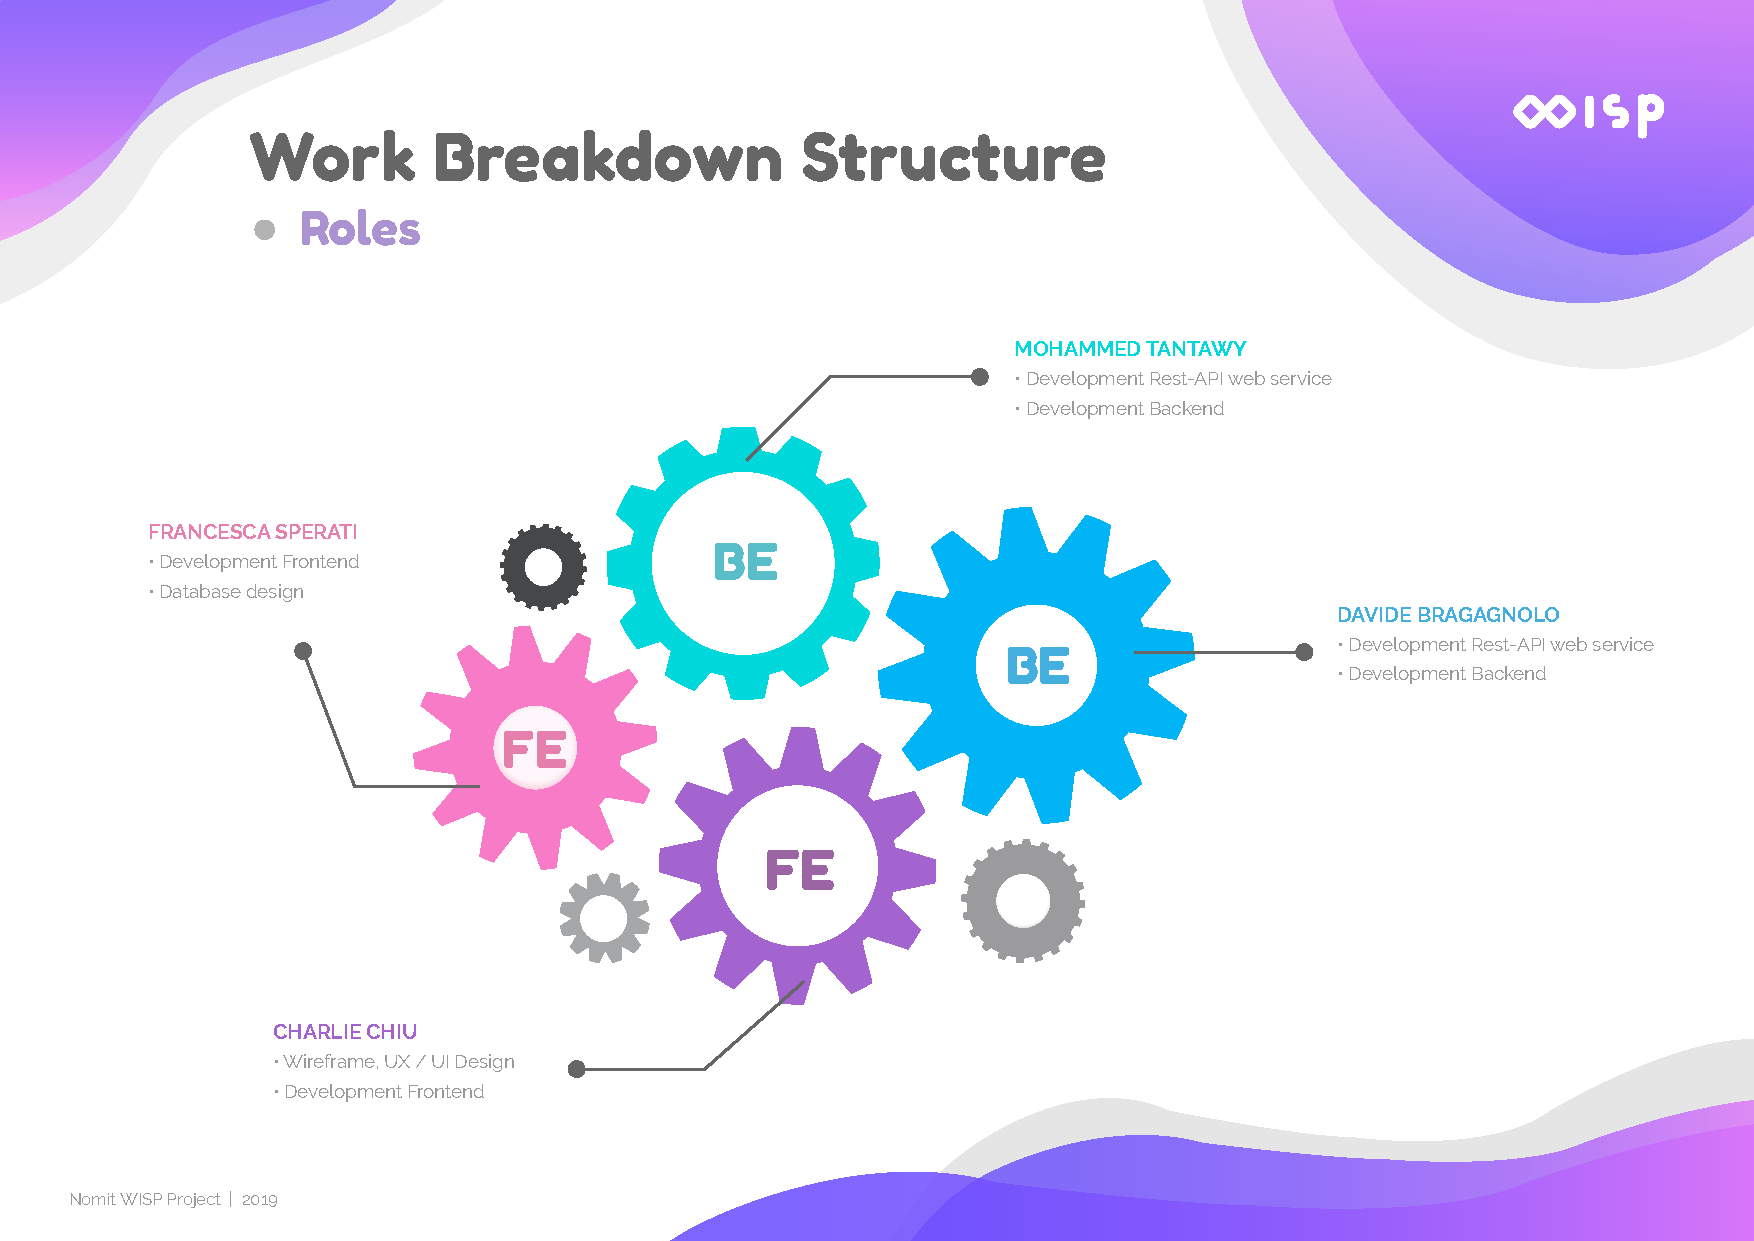 wisp
Work Breakdown Structure
• Roles
MOHAMMED TANTAWY
• Development Rest-API web service
• Development Backend
FRANCESCA SPERATI
• Development Frontend
• Database design
BE
DAVIDE BRAGAGNOLO
• Development Rest-API web service
• Development Backend
BE
FE
FE
CHARLIE CHIU
• Wireframe, UX / UI Design
• Development Frontend
Nomit WISP Project | 2019